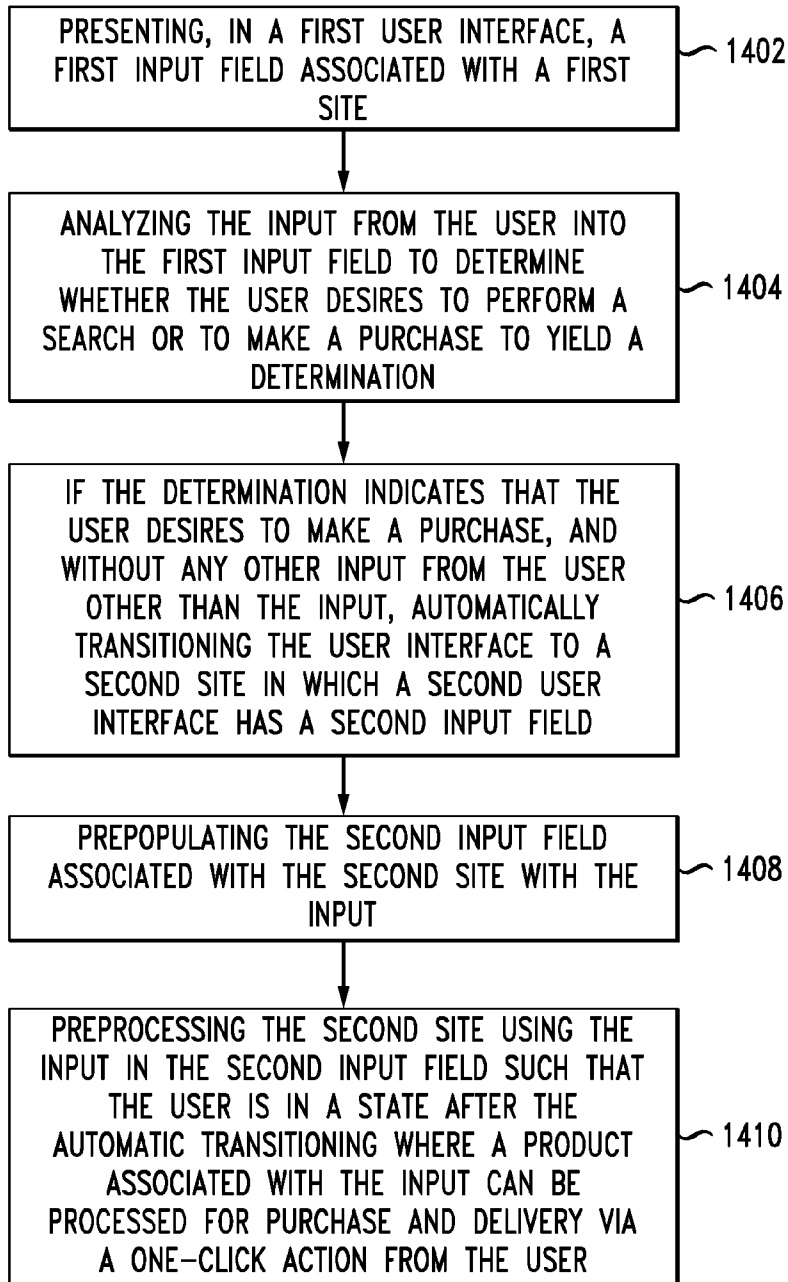 PRESENTING, IN A FIRST USER INTERFACE, A
FIRST INPUT FIELD ASSOCIATED WITH A FIRST
SITE
1402
ANALYZING THE INPUT FROM THE USER INTO
THE FIRST INPUT FIELD TO DETERMINE
WHETHER THE USER DESIRES TO PERFORM A
SEARCH OR TO MAKE A PURCHASE TO YIELD A
DETERMINATION
1404
IF THE DETERMINATION INDICATES THAT THE
USER DESIRES TO MAKE A PURCHASE, AND
WITHOUT ANY OTHER INPUT FROM THE USER
OTHER THAN THE INPUT, AUTOMATICALLY
TRANSITIONING THE USER INTERFACE TO A
SECOND SITE IN WHICH A SECOND USER
INTERFACE HAS A SECOND INPUT FIELD
1406
PREPOPULATING THE SECOND INPUT FIELD
ASSOCIATED WITH THE SECOND SITE WITH THE
INPUT
1408
PREPROCESSING THE SECOND SITE USING THE
INPUT IN THE SECOND INPUT FIELD SUCH THAT
THE USER IS IN A STATE AFTER THE
AUTOMATIC TRANSITIONING WHERE A PRODUCT
ASSOCIATED WITH THE INPUT CAN BE
PROCESSED FOR PURCHASE AND DELIVERY VIA
A ONE-CLICK ACTION FROM THE USER
1410